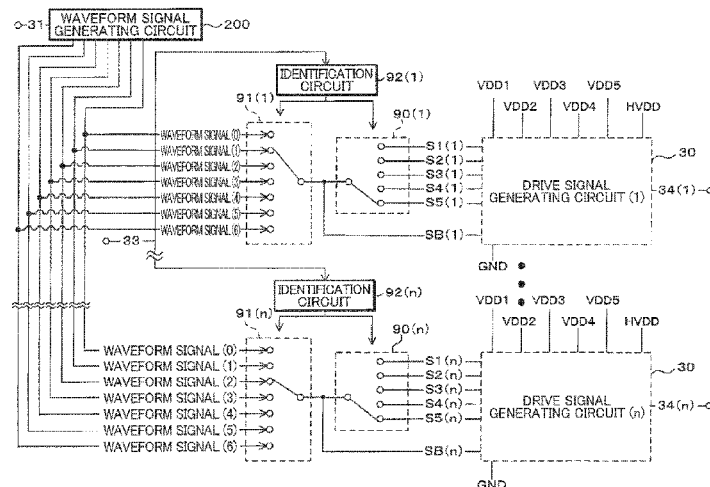 31
WAVEFORM SIGNAL
GENERATING CIRCUIT
200
IDENTIFICATION
CIRCUIT
92(1)
91(1)
90(1)
WAVEFORM SIGNAL(0)
WAVEFORM SIGNAL(1)
WAVEFORM SIGNAL(2)
WAVEFORM SIGNAL(3)
WAVEFORM SIGNAL(4)
WAVEFORM SIGNAL(5)
WAVEFORM SIGNAL(6)
S1(1)
S2(1)
S3(1)
S4(1)
S5(1)
SB(1)
VDD1 VDD3 VDD5
VDD2 VDD4 HVDD
30
DRIVE SIGNAL
GENERATING CIRCUIT (1)
34(1)
GND
33
IDENTIFICATION
CIRCUIT
92(n)
91(n)
90(n)
WAVEFORM SIGNAL (0)
WAVEFORM SIGNAL (1)
WAVEFORM SIGNAL (2)
WAVEFORM SIGNAL (3)
WAVEFORM SIGNAL (4)
WAVEFORM SIGNAL (5)
WAVEFORM SIGNAL (6)
S1(n)
S2(n)
S3(n)
S4(n)
S5(n)
SB(n)
VDD1 VDD3 VDD5
VDD2 VDD4 HVDD
30
DRIVE SIGNAL
GENERATING CIRCUIT (n)
34(n)
GND